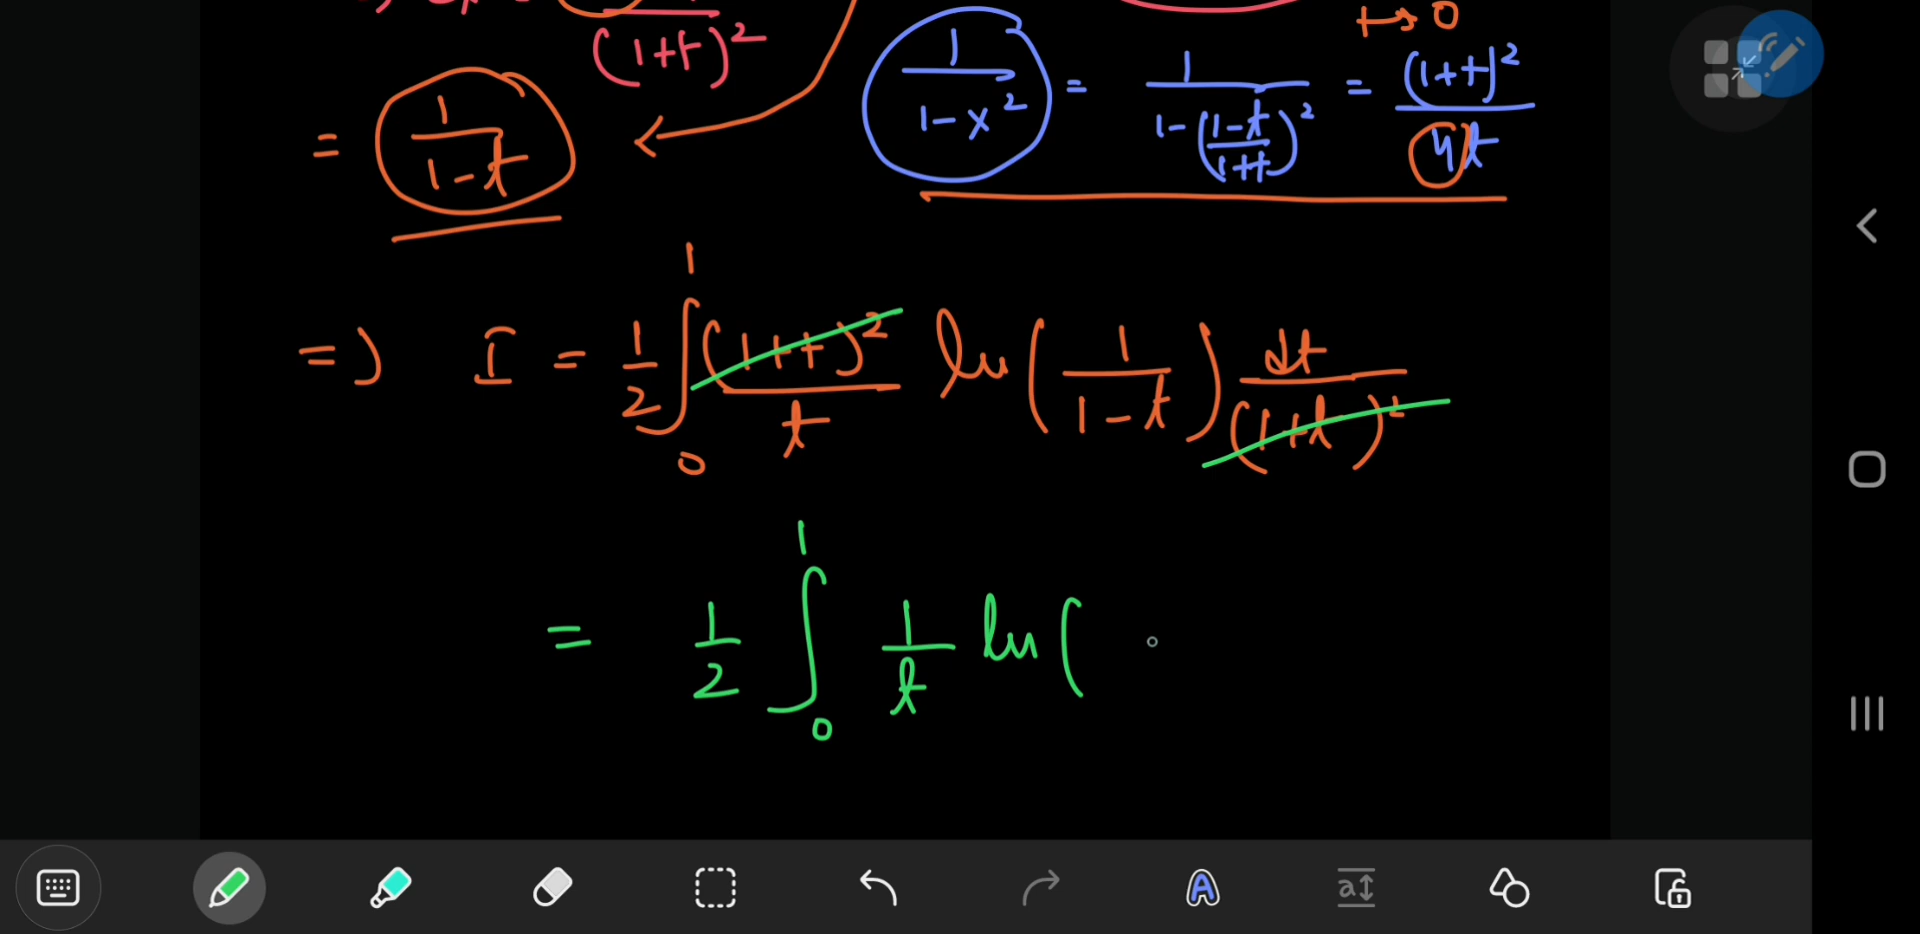 (1+t)² t→0
= 1/(1-t) 1/(1-x²) = 1/(1-((1-t)/(1+t))²) = (1+t)²/4t
=> I = 1/2 ∫₀¹ (1+t)²/t ln(1/(1-t)) dt/(1+t)²
= 1/2 ∫₀¹ 1/t ln(